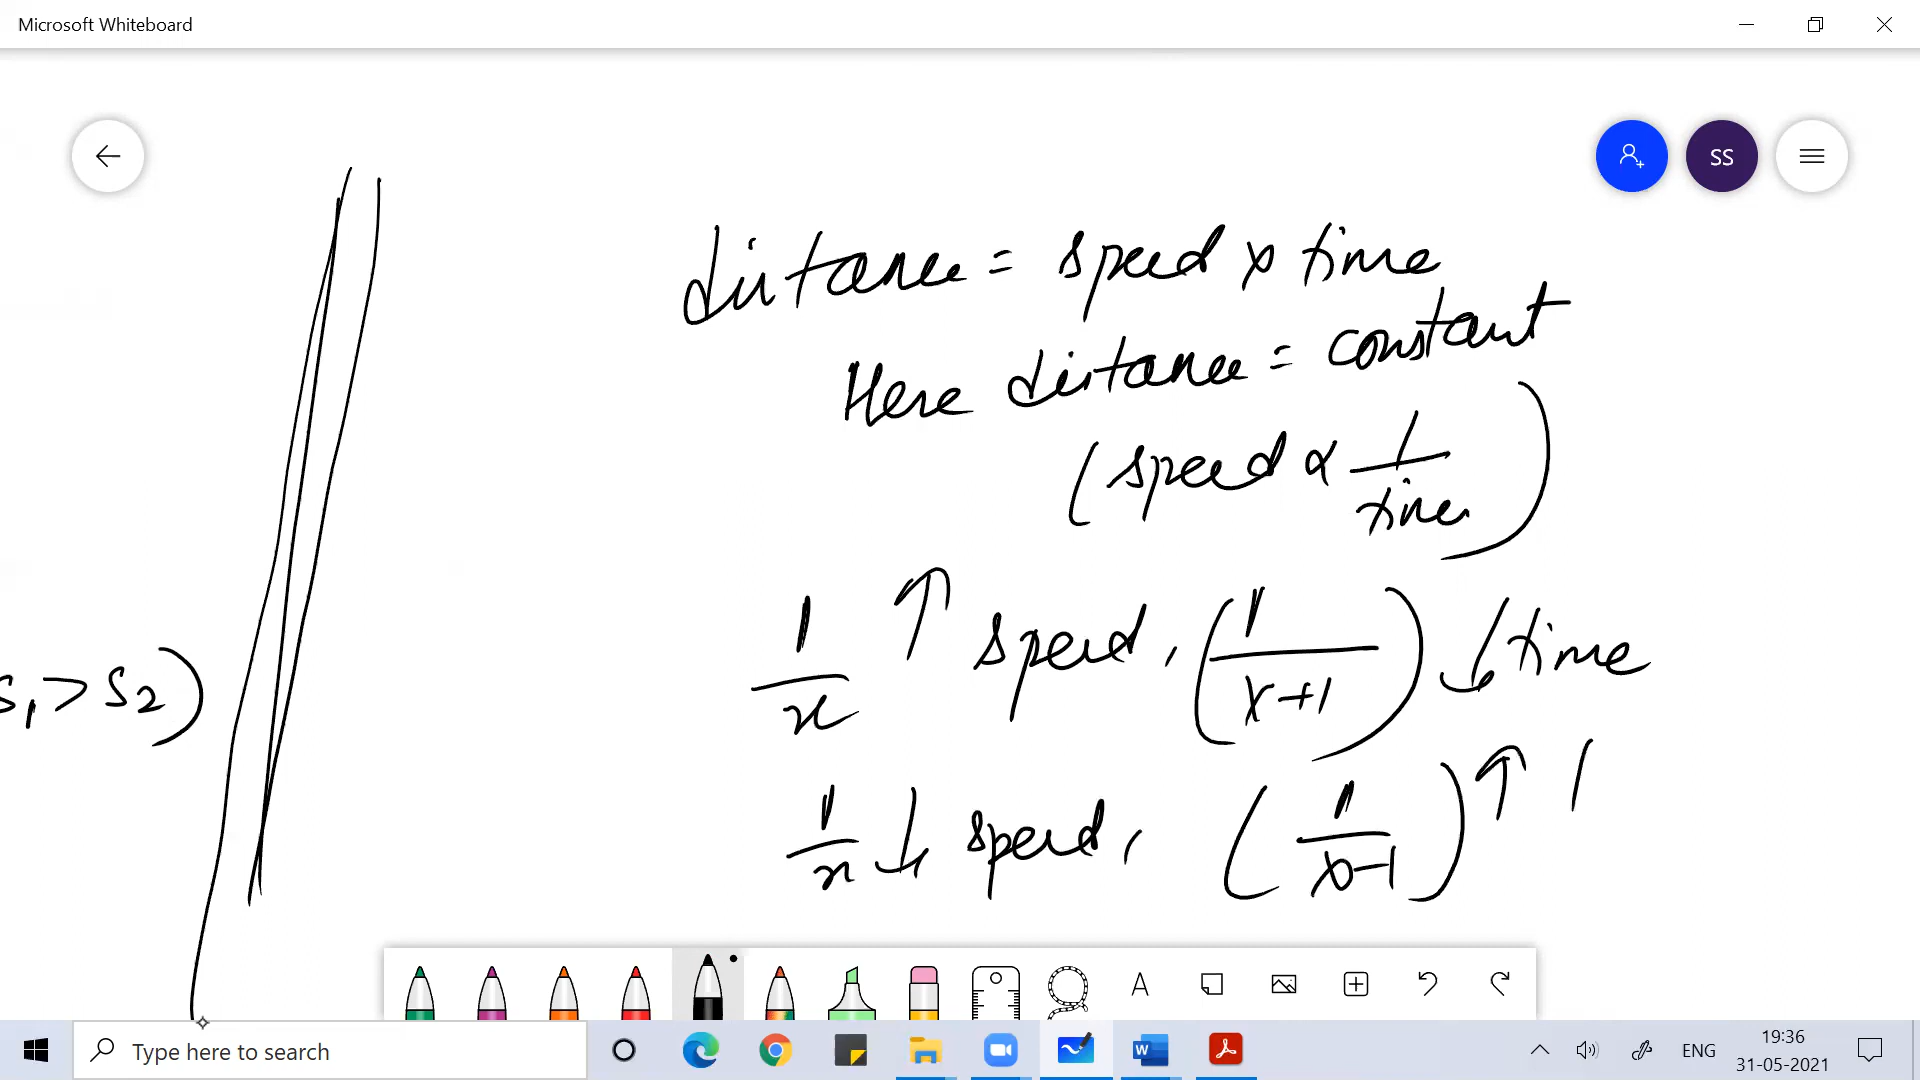 Microsoft Whiteboard
SS
distance = speed x time
Here distance = constant
(speed ∝ 1/time)
1/x ↑ speed, (1/x+1) ↓ time
S₁ > S₂)
1/x ↓ speed, (1/x-1) ↑
A
Type here to search
ENG
19:36
31-05-2021